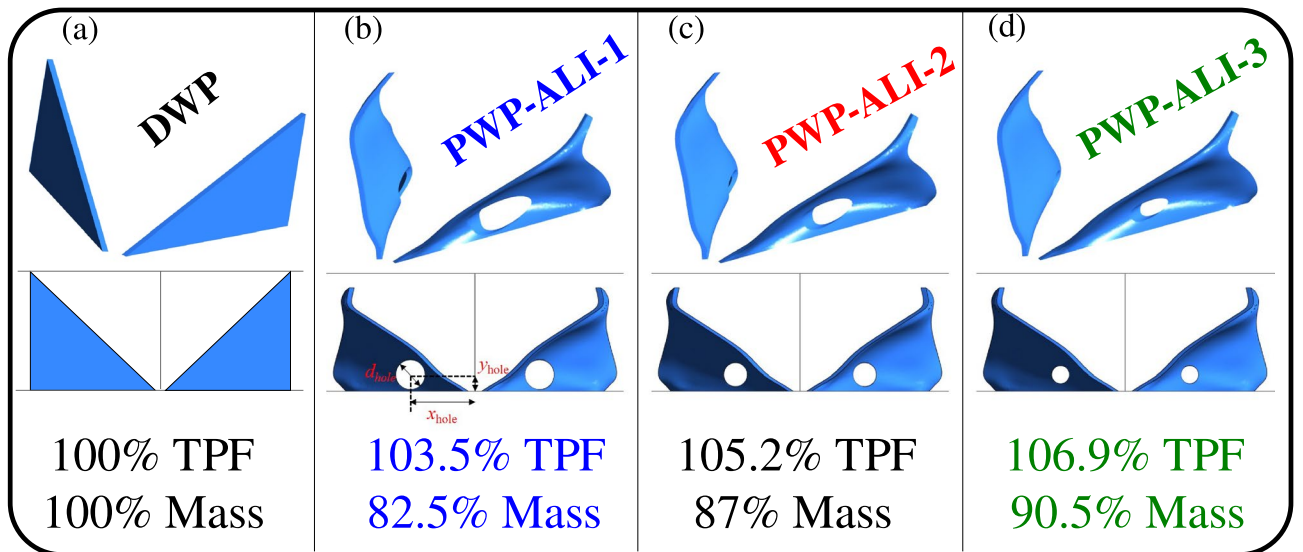 (a)
DWP
100% TPF
100% Mass
(b)
PWP-ALI-1
d_hole
y_hole
x_hole
103.5% TPF
82.5% Mass
(c)
PWP-ALI-2
105.2% TPF
87% Mass
(d)
PWP-ALI-3
106.9% TPF
90.5% Mass